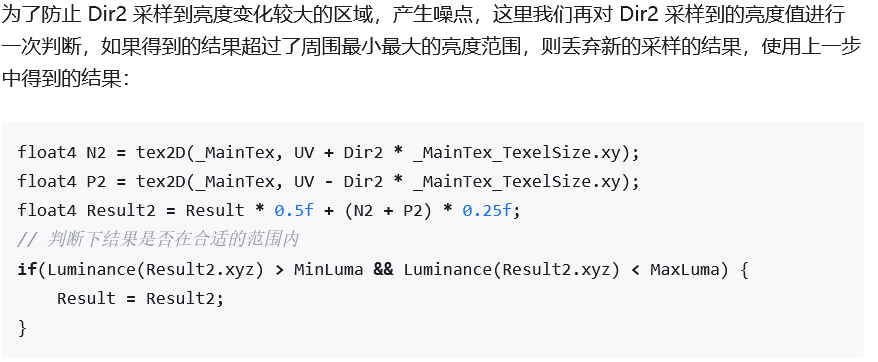 为了防止 Dir2 采样到亮度变化较大的区域，产生噪点，这里我们再对 Dir2 采样到的亮度值进行
一次判断，如果得到的结果超过了周围最小最大的亮度范围，则丢弃新的采样的结果，使用上一步
中得到的结果：
float4 N2 = tex2D(_MainTex, UV + Dir2 * _MainTex_TexelSize.xy);
float4 P2 = tex2D(_MainTex, UV - Dir2 * _MainTex_TexelSize.xy);
float4 Result2 = Result * 0.5f + (N2 + P2) * 0.25f;
// 判断下结果是否在合适的范围内
if(Luminance(Result2.xyz) > MinLuma && Luminance(Result2.xyz) < MaxLuma) {
    Result = Result2;
}